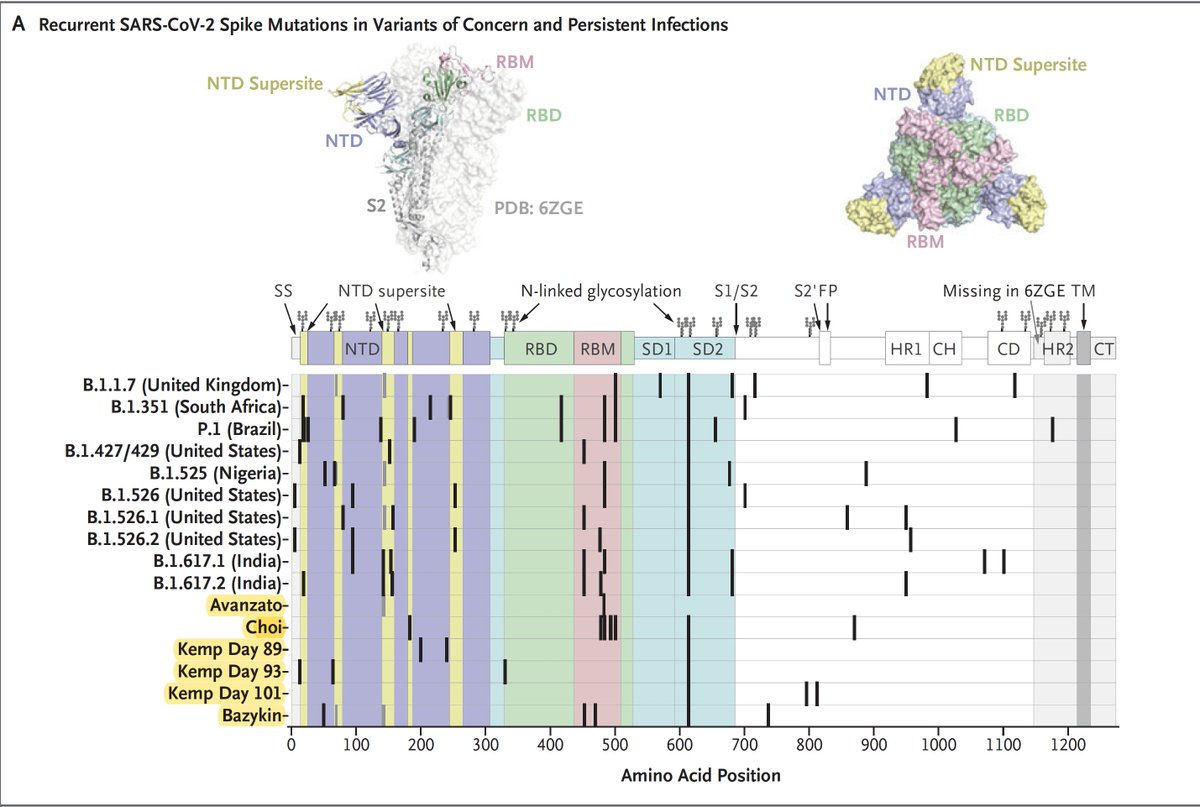 A Recurrent SARS-CoV-2 Spike Mutations in Variants of Concern and Persistent Infections
RBM
NTD Supersite
RBD
NTD
S2
PDB: 6ZGE
NTD Supersite
NTD
RBD
RBM
SS
NTD supersite
N-linked glycosylation
S1/S2
S2'FP
Missing in 6ZGE TM
NTD
RBD
RBM
SD1
SD2
HR1
CH
CD
HR2
CT
B.1.1.7 (United Kingdom)-
B.1.351 (South Africa)-
P.1 (Brazil)-
B.1.427/429 (United States)-
B.1.525 (Nigeria)-
B.1.526 (United States)-
B.1.526.1 (United States)-
B.1.526.2 (United States)-
B.1.617.1 (India)-
B.1.617.2 (India)-
Avanzato-
Choi-
Kemp Day 89-
Kemp Day 93-
Kemp Day 101-
Bazykin-
0 100 200 300 400 500 600 700 800 900 1000 1100 1200
Amino Acid Position